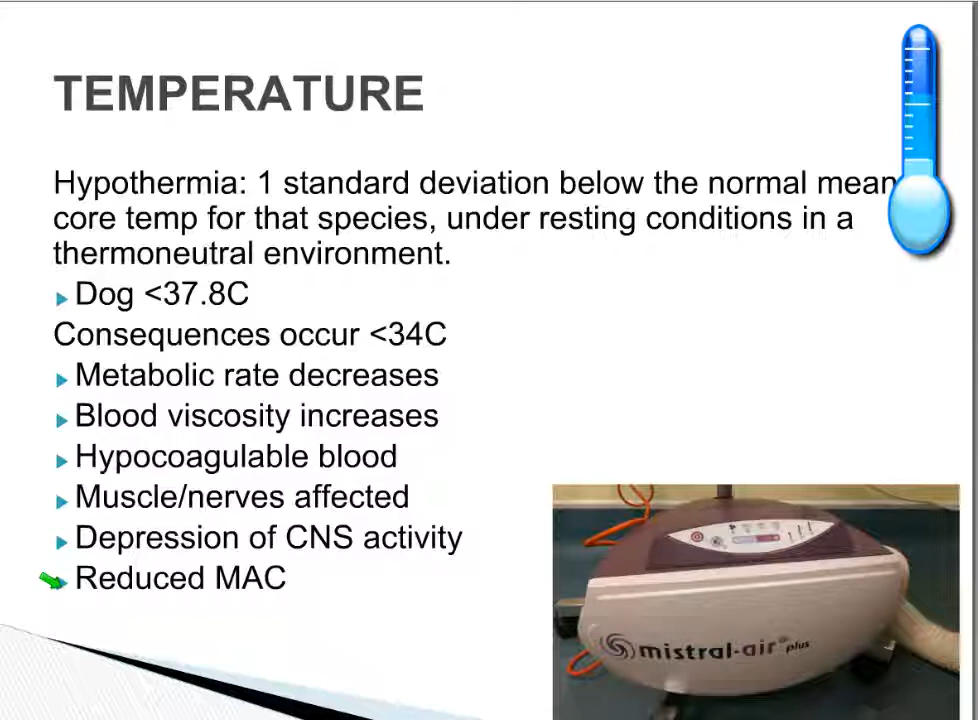 TEMPERATURE
Hypothermia: 1 standard deviation below the normal mean
core temp for that species, under resting conditions in a
thermoneutral environment.
Dog <37.8C
Consequences occur <34C
Metabolic rate decreases
Blood viscosity increases
Hypocoagulable blood
Muscle/nerves affected
Depression of CNS activity
Reduced MAC
mistral-air plus